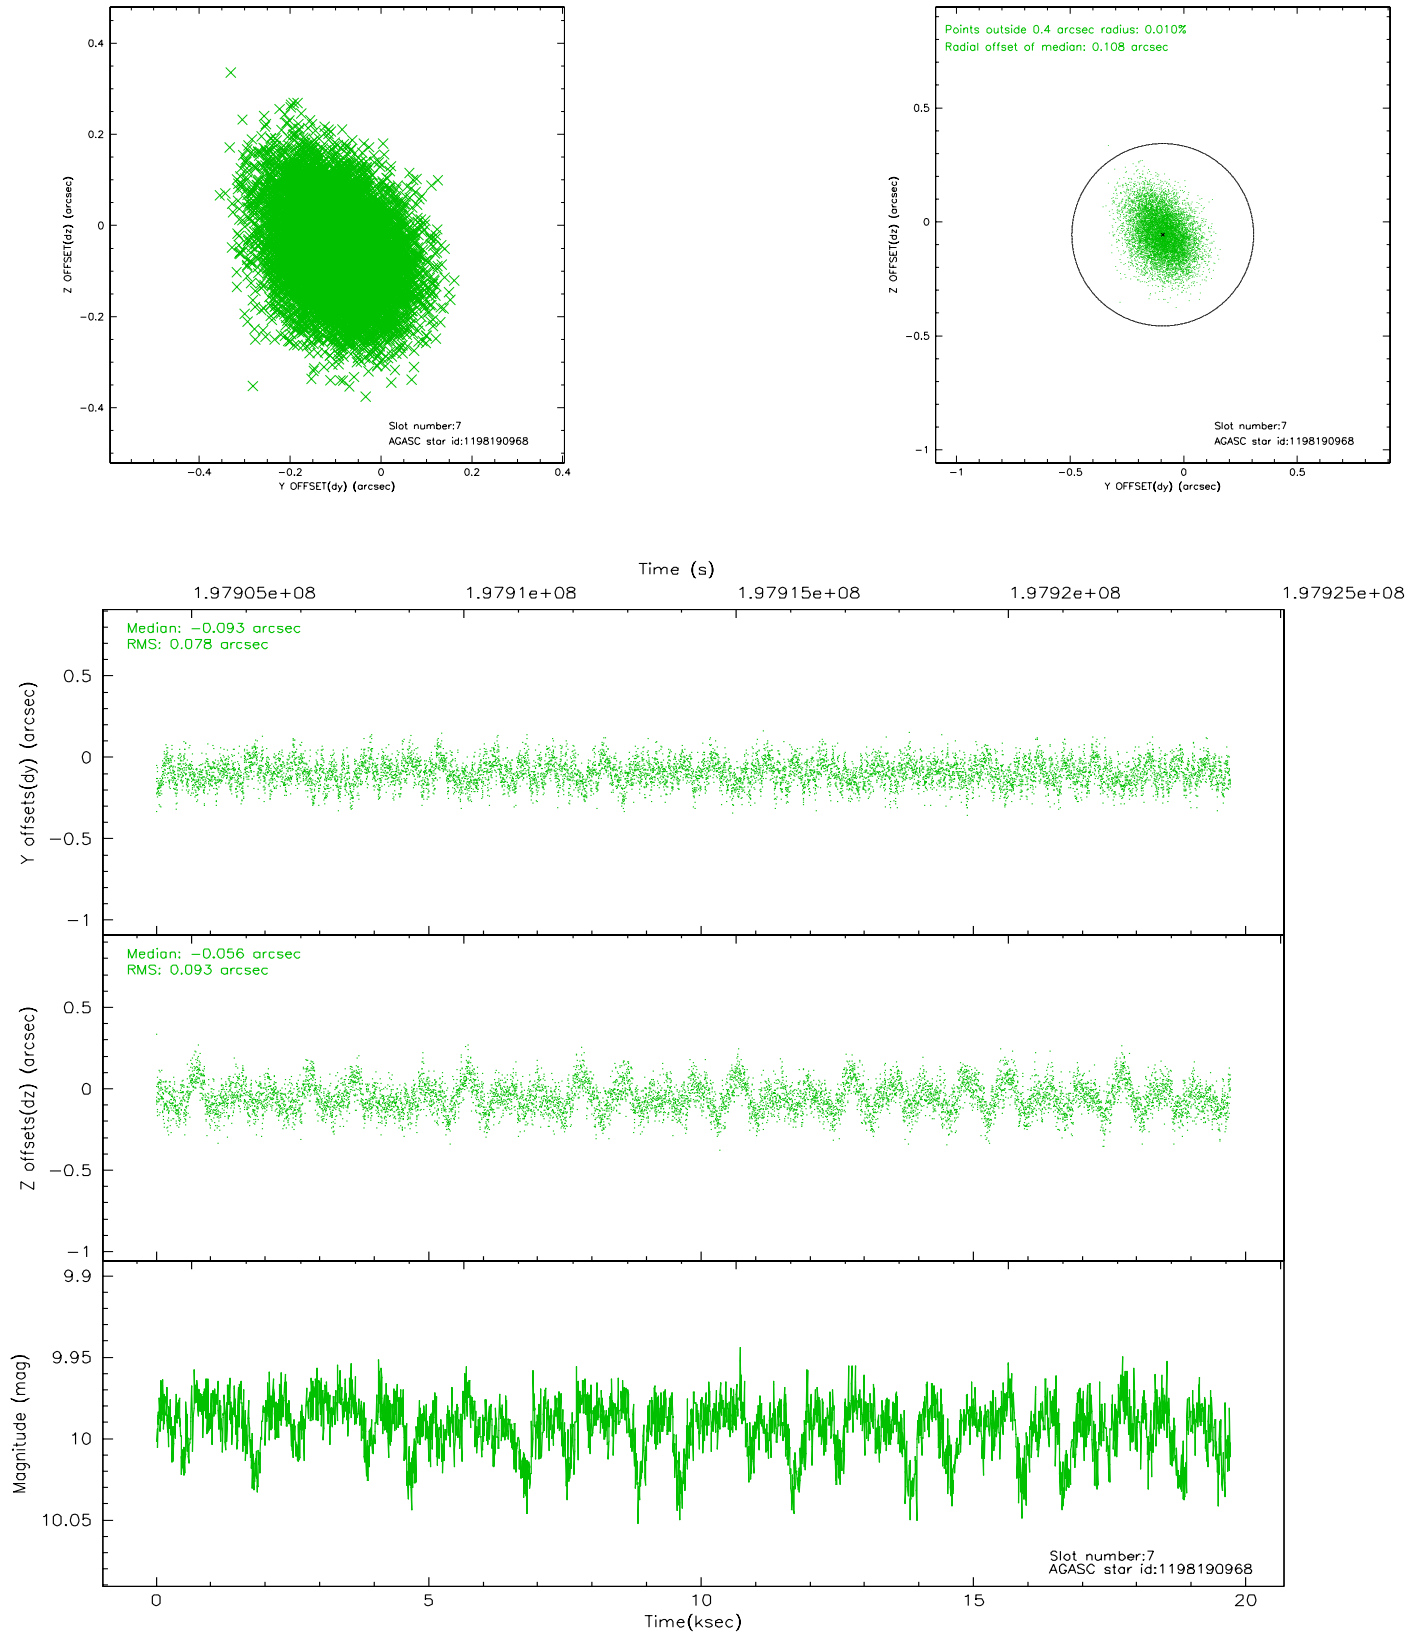 0.4
0.2
0
−0.2
−0.4
Z OFFSET(dz) (arcsec)
Slot number:7
AGASC star id:1198190968
−0.4
−0.2
0
0.2
0.4
Y OFFSET(dy) (arcsec)
Points outside 0.4 arcsec radius: 0.010%
Radial offset of median: 0.108 arcsec
0.5
0
−0.5
−1
Z OFFSET(dz) (arcsec)
Slot number:7
AGASC star id:1198190968
−1
−0.5
0
0.5
Y OFFSET(dy) (arcsec)
Time (s)
1.97905e+08
1.9791e+08
1.97915e+08
1.9792e+08
1.97925e+08
Median: −0.093 arcsec
RMS: 0.078 arcsec
0.5
0
−0.5
−1
Y offsets(dy) (arcsec)
Median: −0.056 arcsec
RMS: 0.093 arcsec
0.5
0
−0.5
−1
Z offsets(dz) (arcsec)
9.9
9.95
10
10.05
Magnitude (mag)
Slot number:7
AGASC star id:1198190968
0
5
10
15
20
Time(ksec)